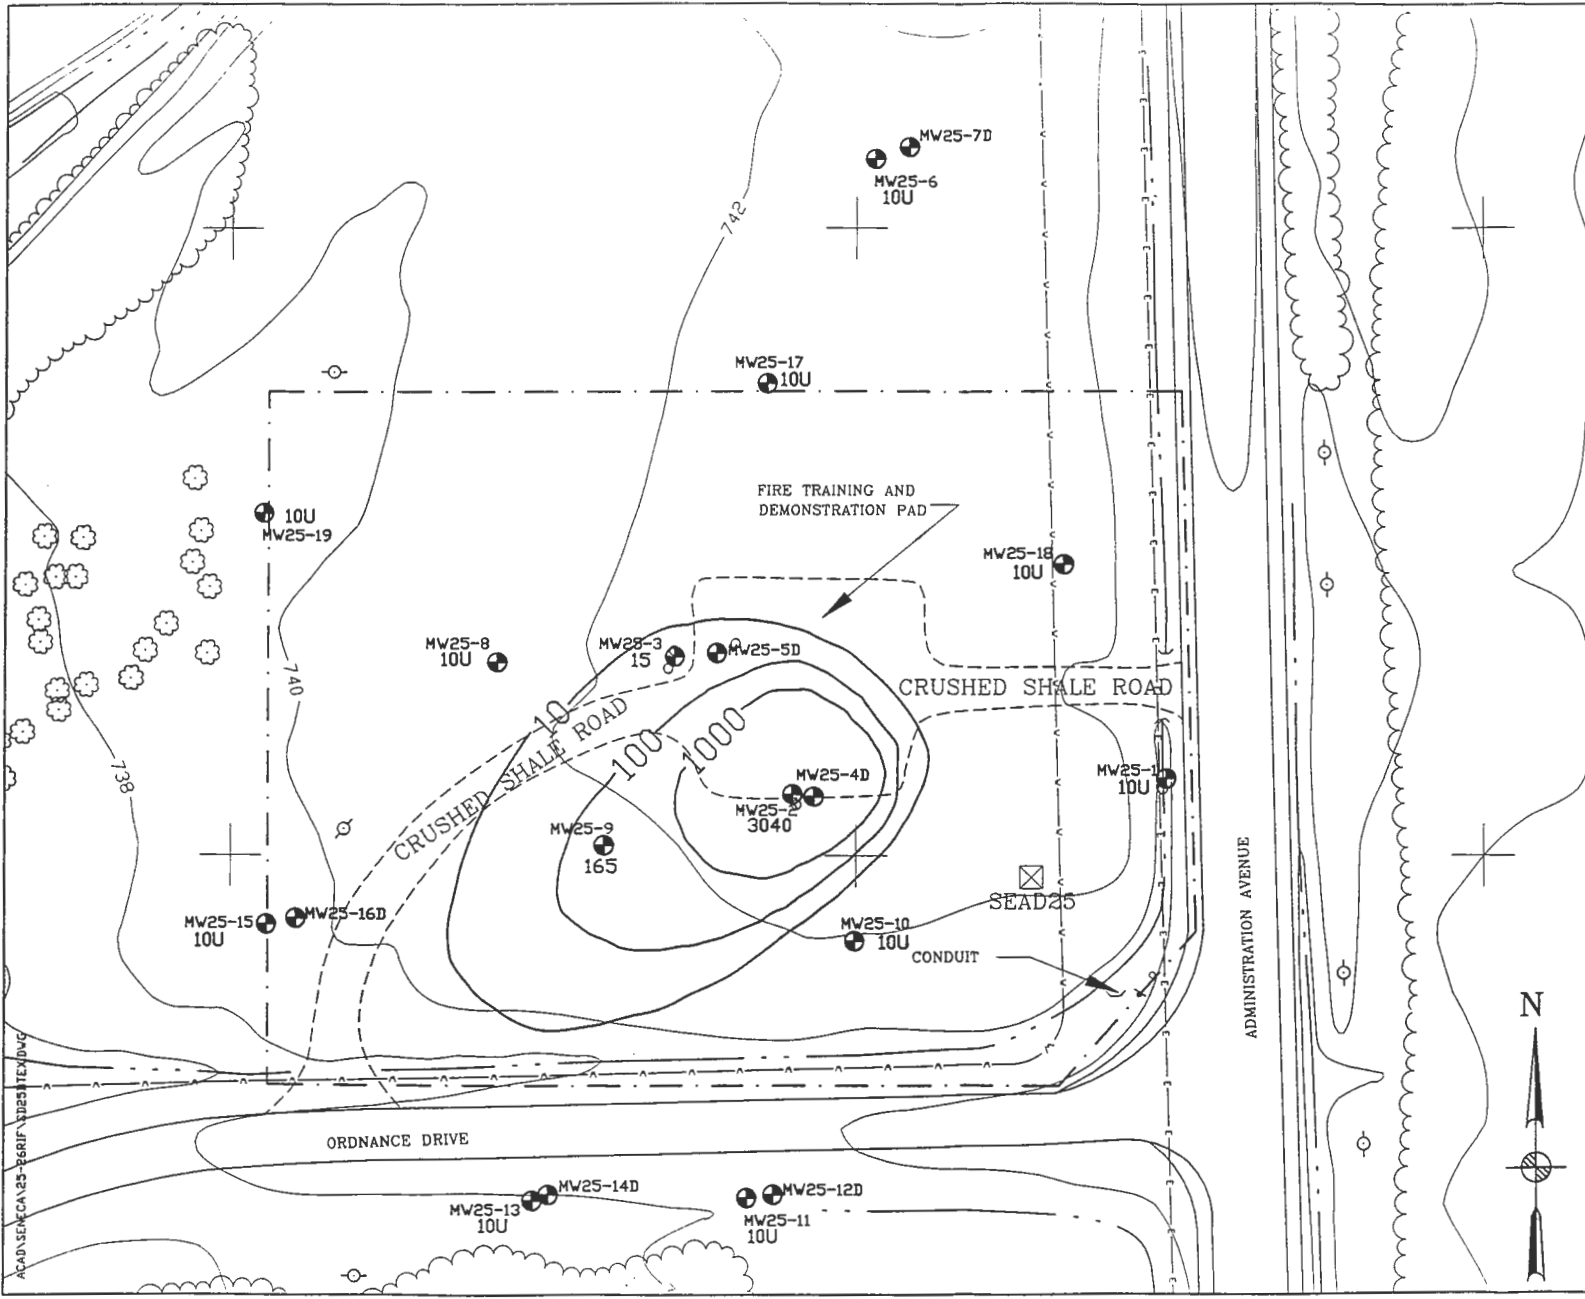 MW25-7D
MW25-6
10U
742
MW25-17
10U
FIRE TRAINING AND
DEMONSTRATION PAD
10U
MW25-19
MW25-18
10U
MW25-8
10U
MW25-3
15
MW25-5D
740
CRUSHED SHALE ROAD
10
100
1000
CRUSHED SHALE ROAD
738
MW25-4D
MW25-2
3040
MW25-1
10U
MW25-9
165
SEAD25
MW25-15
10U
MW25-16D
MW25-10
10U
CONDUIT
ADMINISTRATION AVENUE
N
ORDNANCE DRIVE
MW25-14D
MW25-13
10U
MW25-12D
MW25-11
10U